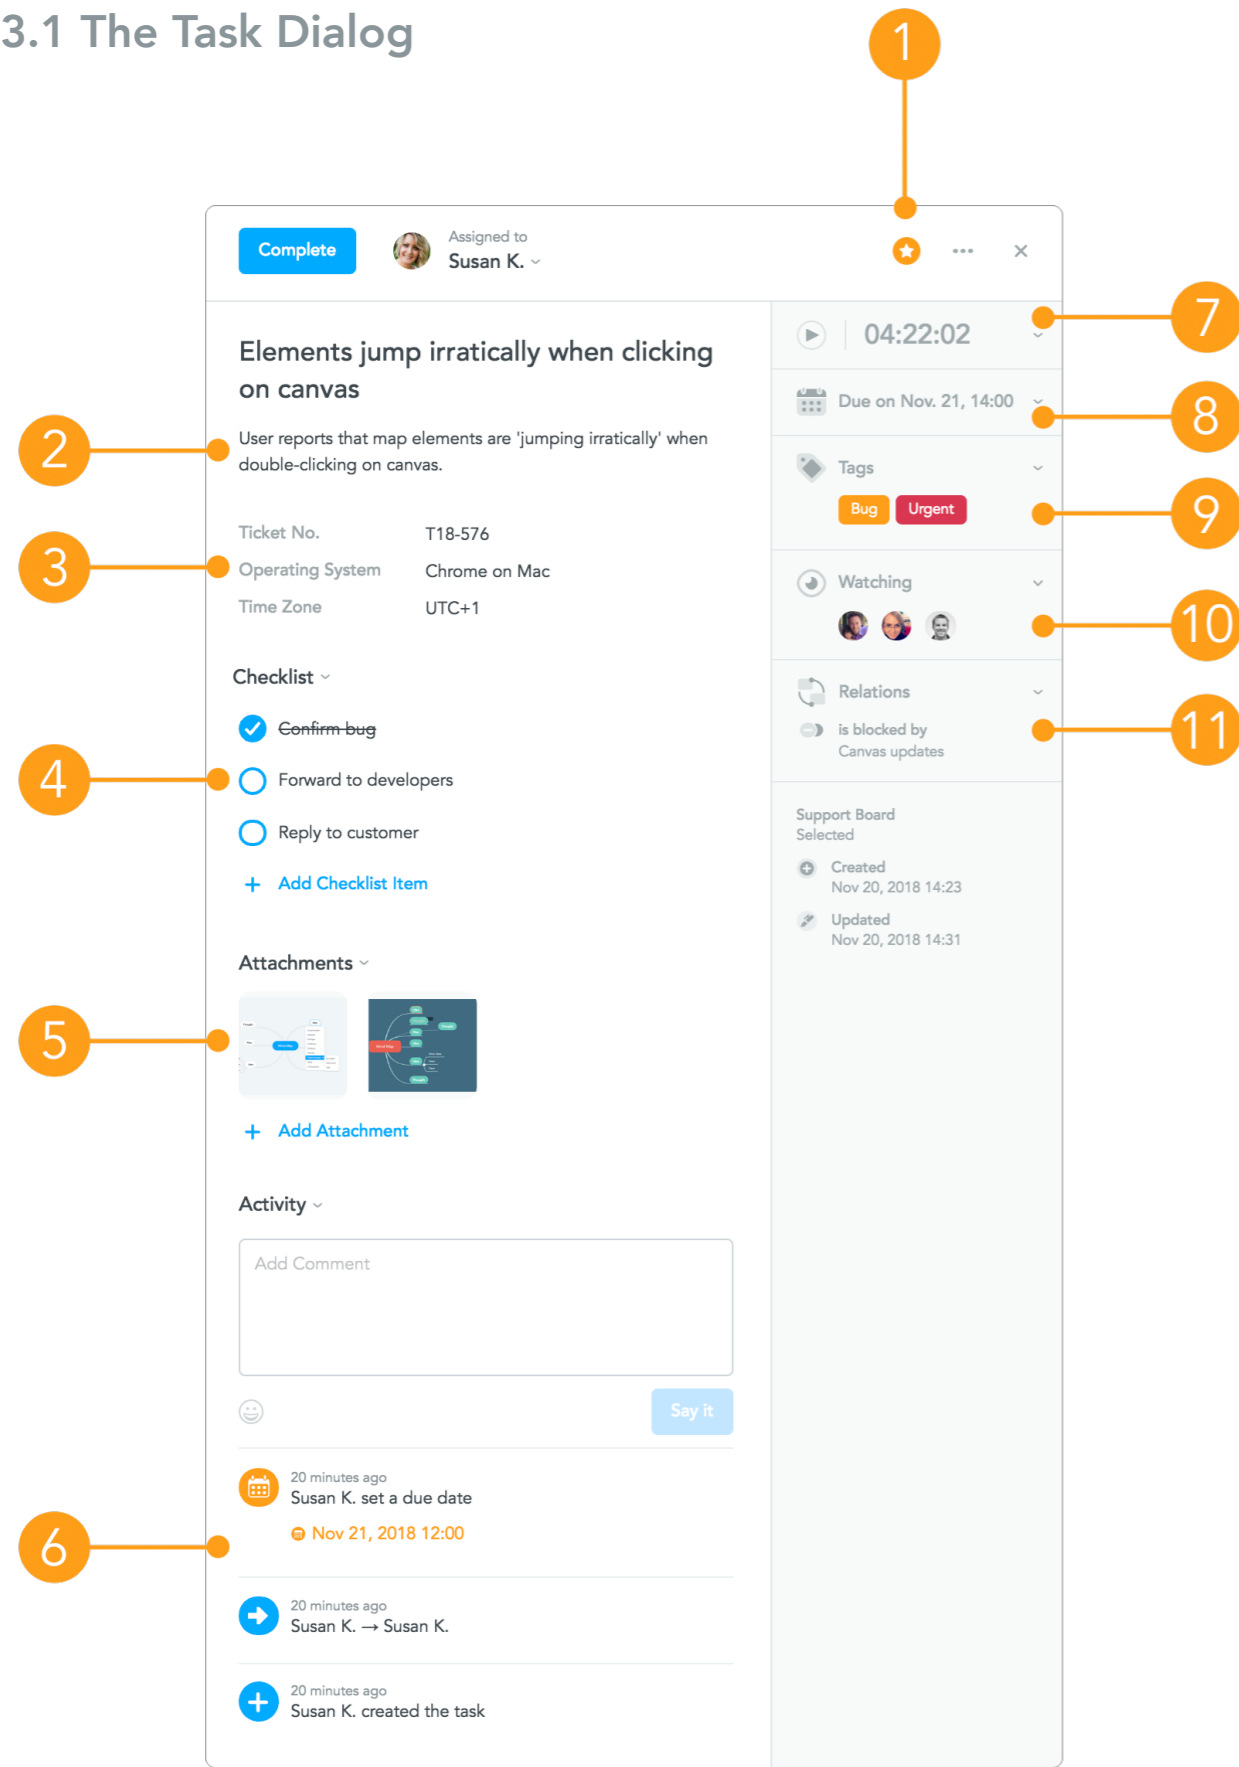 3.1 The Task Dialog
1
Complete
Assigned to
Susan K.
7
04:22:02
Elements jump irratically when clicking
on canvas
8
Due on Nov. 21, 14:00
2
User reports that map elements are 'jumping irratically' when
double-clicking on canvas.
9
Tags
Bug Urgent
3
Ticket No. T18-576
Operating System Chrome on Mac
Time Zone UTC+1
10
Watching
Checklist
Confirm bug
4
Forward to developers
Reply to customer
+ Add Checklist Item
11
Relations
is blocked by
Canvas updates
Support Board
Selected
Created
Nov 20, 2018 14:23
Updated
Nov 20, 2018 14:31
Attachments
5
+ Add Attachment
Activity
Add Comment
Say it
6
20 minutes ago
Susan K. set a due date
Nov 21, 2018 12:00
20 minutes ago
Susan K. → Susan K.
20 minutes ago
Susan K. created the task